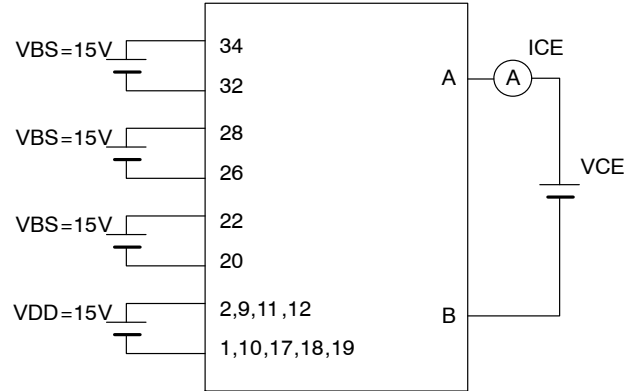 ICE
VBS=15V
34
A
A
32
VBS=15V
28
26
VCE
VBS=15V
22
20
VDD=15V
2,9,11,12
B
1,10,17,18,19